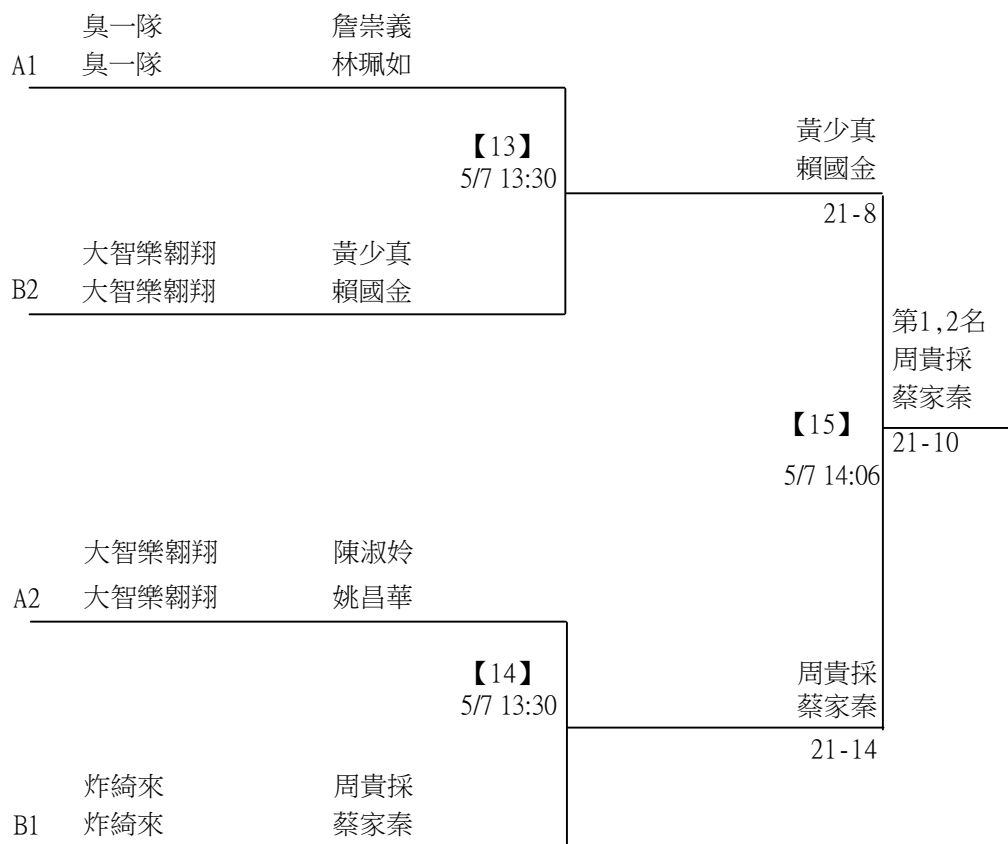 臭一隊 詹崇義
A1 臭一隊 林珮如
黃少真
【13】
賴國金
5/7 13:30
21-8
大智樂翱翔 黃少真
B2 大智樂翱翔 賴國金
第1,2名
周貴採
蔡家秦
【15】
21-10
5/7 14:06
大智樂翱翔 陳淑姈
A2 大智樂翱翔 姚昌華
【14】
周貴採
5/7 13:30
蔡家秦
21-14
炸綺來 周貴採
B1 炸綺來 蔡家秦